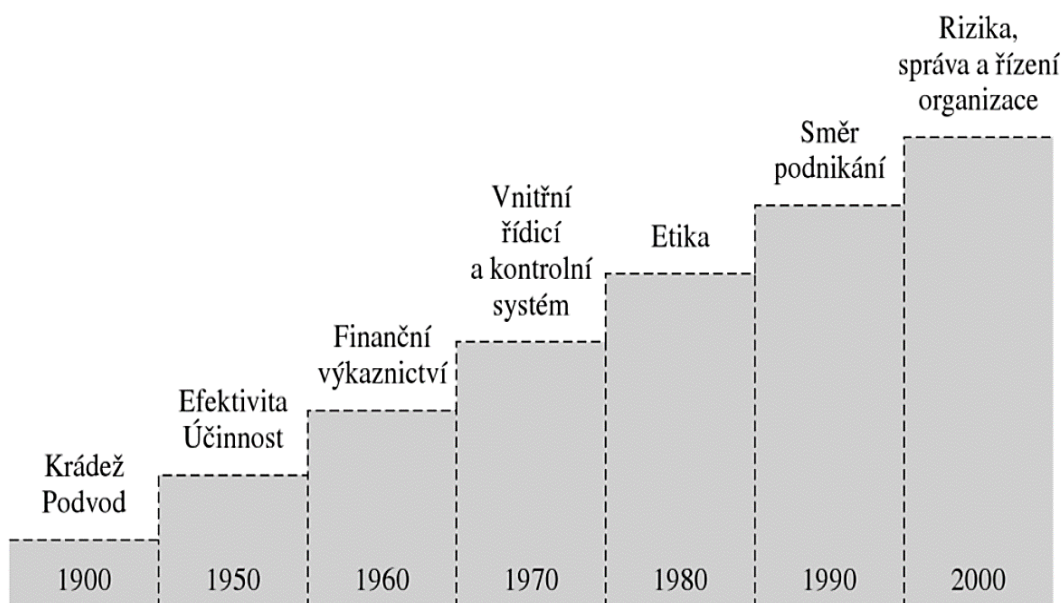 Krádež
Podvod
Efektivita
Účinnost
Finanční
výkaznictví
Vnitřní
řídicí
a kontrolní
systém
Etika
Směr
podnikání
Rizika,
správa a řízení
organizace
1900
1950
1960
1970
1980
1990
2000